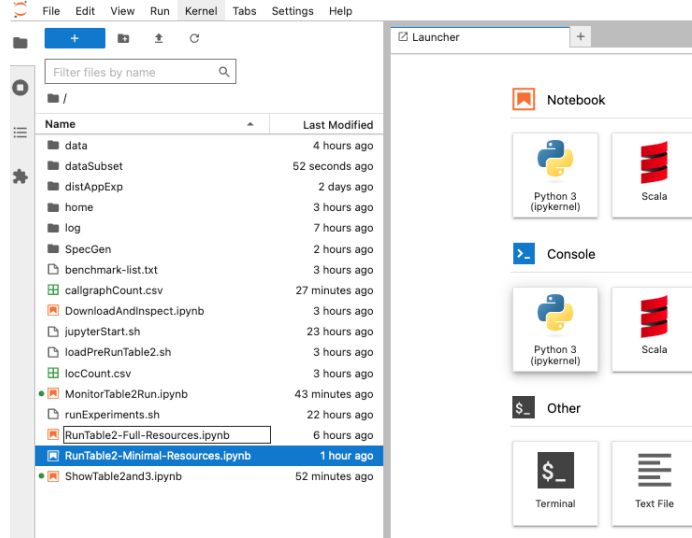 File Edit View Run Kernel Tabs Settings Help
+
Launcher +
Filter files by name
/
Name Last Modified
data 4 hours ago
dataSubset 52 seconds ago
distAppExp 2 days ago
home 3 hours ago
log 7 hours ago
SpecGen 2 hours ago
benchmark-list.txt 3 hours ago
callgraphCount.csv 27 minutes ago
DownloadAndInspect.ipynb 3 hours ago
jupyterStart.sh 23 hours ago
loadPreRunTable2.sh 3 hours ago
locCount.csv 3 hours ago
MonitorTable2Run.ipynb 43 minutes ago
runExperiments.sh 22 hours ago
RunTable2-Full-Resources.ipynb 6 hours ago
RunTable2-Minimal-Resources.ipynb 1 hour ago
ShowTable2and3.ipynb 52 minutes ago
Notebook
Python 3
(ipykernel)
Scala
Console
Python 3
(ipykernel)
Scala
$_ Other
$_
Terminal
Text File